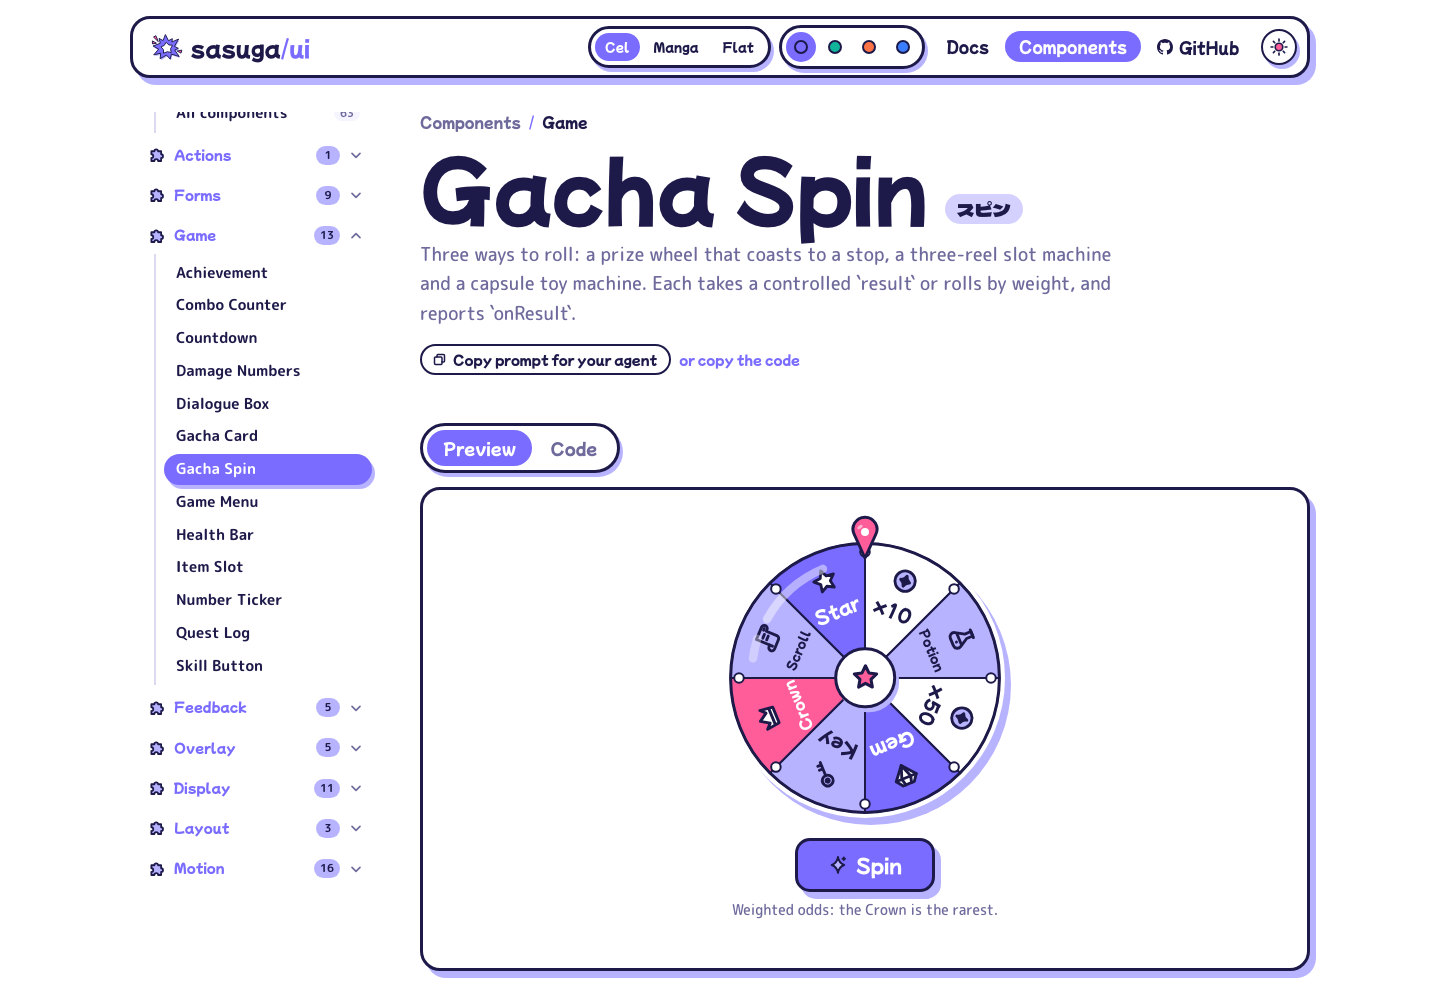 sasuga/ui
Cel
Manga
Flat
Docs
Components
GitHub
All components 63
Actions 1
Forms 9
Game 13
Achievement
Combo Counter
Countdown
Damage Numbers
Dialogue Box
Gacha Card
Gacha Spin
Game Menu
Health Bar
Item Slot
Number Ticker
Quest Log
Skill Button
Feedback 5
Overlay 5
Display 11
Layout 3
Motion 16
Components / Game
Gacha Spin スピン
Three ways to roll: a prize wheel that coasts to a stop, a three-reel slot machine
and a capsule toy machine. Each takes a controlled `result` or rolls by weight, and
reports `onResult`.
Copy prompt for your agent
or copy the code
Preview
Code
×10
Potion
×50
Gem
Key
Crown
Scroll
Star
Spin
Weighted odds: the Crown is the rarest.